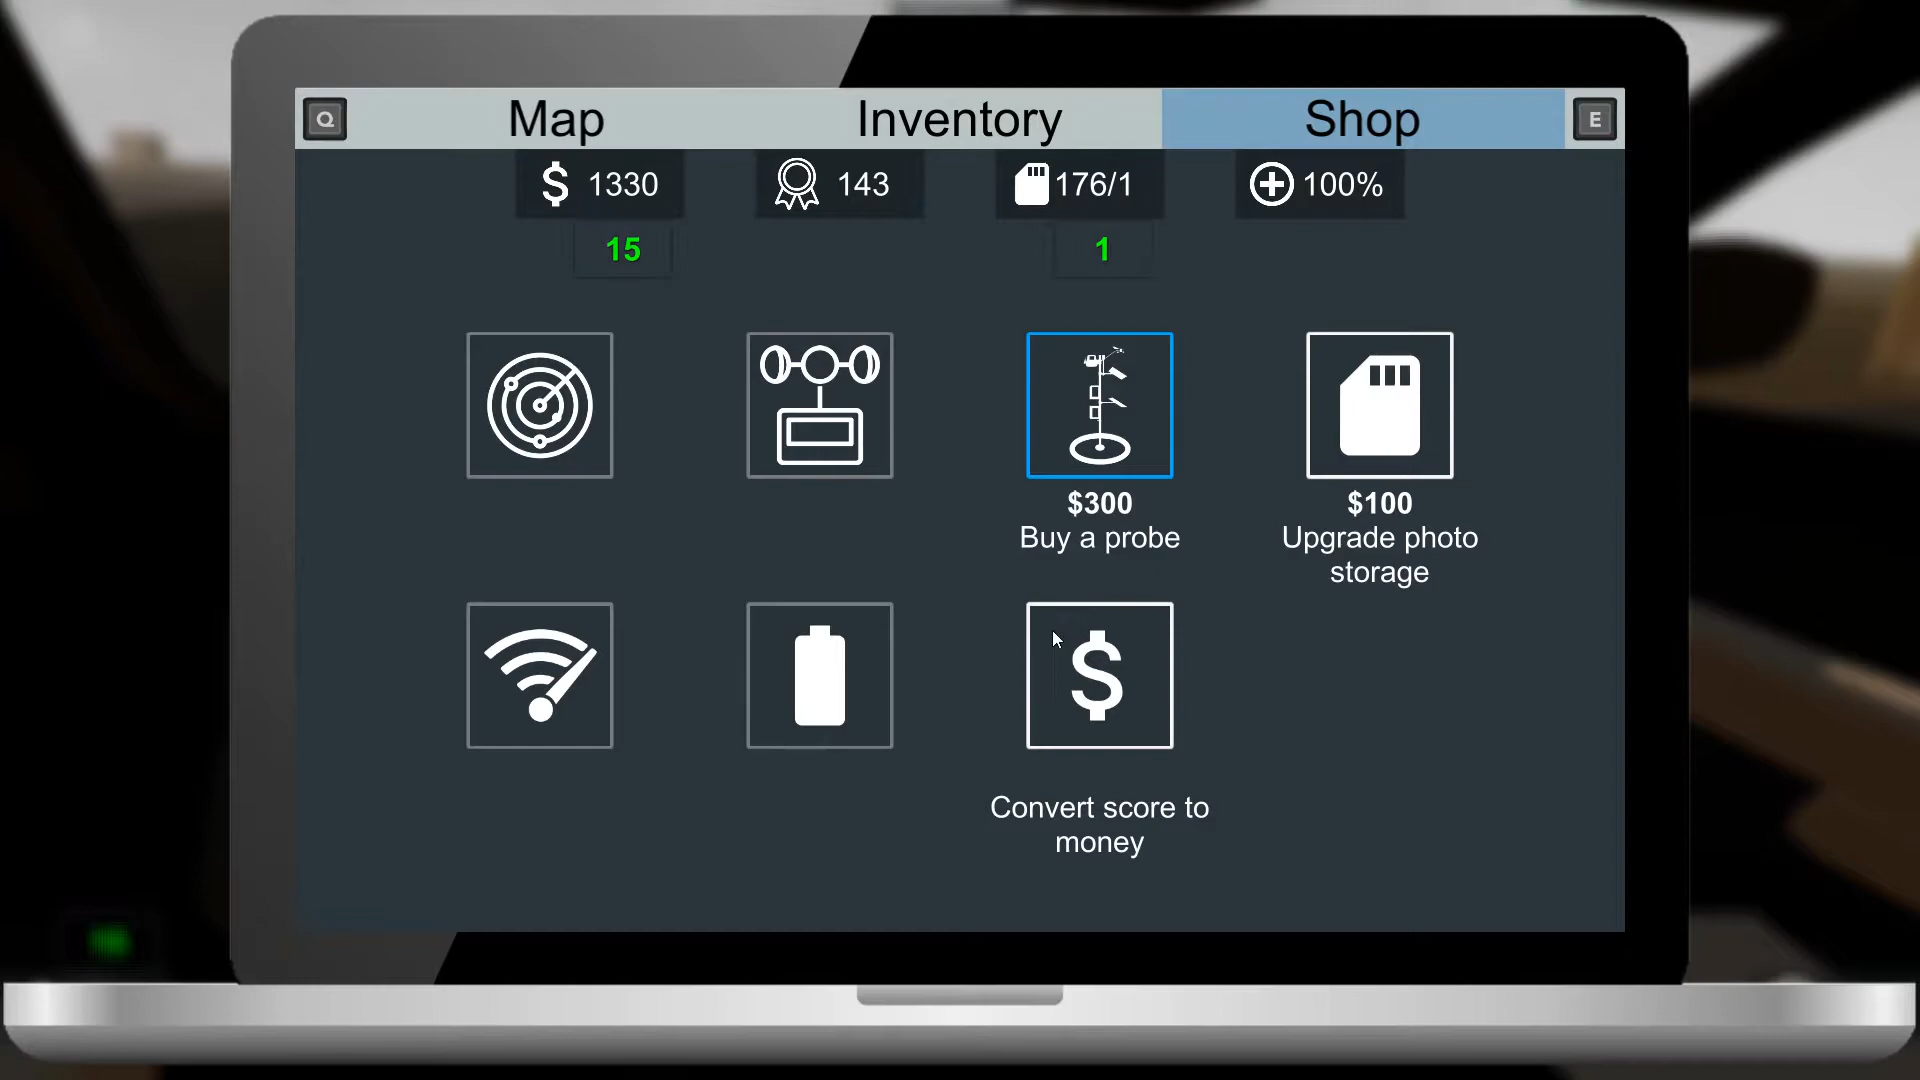 Q Map Inventory Shop E
$ 1330 143 176/1 100%
15 1
$300 $100
Buy a probe Upgrade photo
storage
$
Convert score to
money